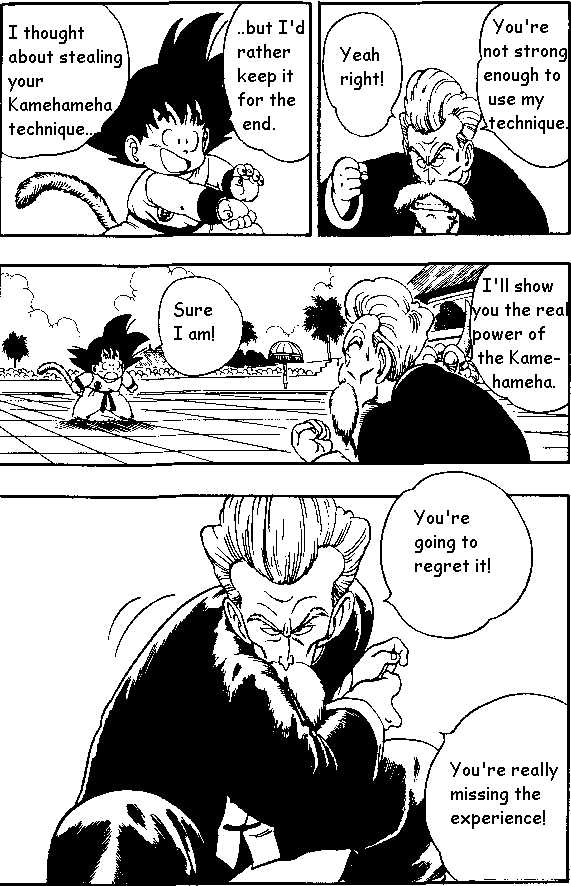 I thought
about stealing
your
Kamehameha
technique...
..but I'd
rather
keep it
for the
end.
Yeah
right!
You're
not strong
enough to
use my
technique.
Sure
I am!
I'll show
you the real
power of
the Kame-
hameha.
You're
going to
regret it!
You're really
missing the
experience!